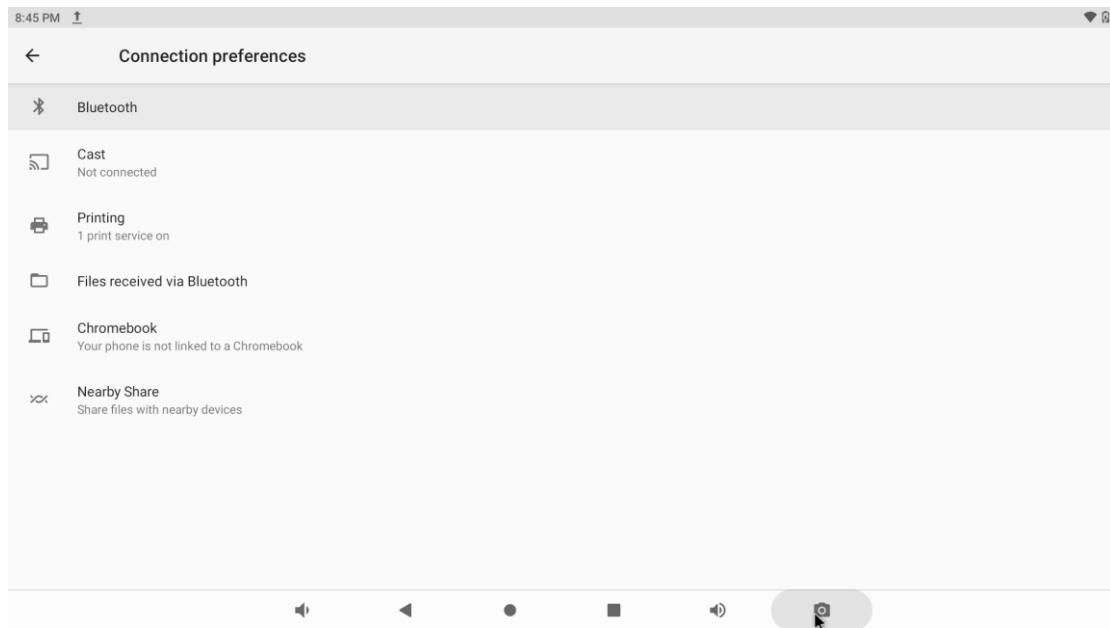 8:45 PM
Connection preferences
Bluetooth
Cast
Not connected
Printing
1 print service on
Files received via Bluetooth
Chromebook
Your phone is not linked to a Chromebook
Nearby Share
Share files with nearby devices